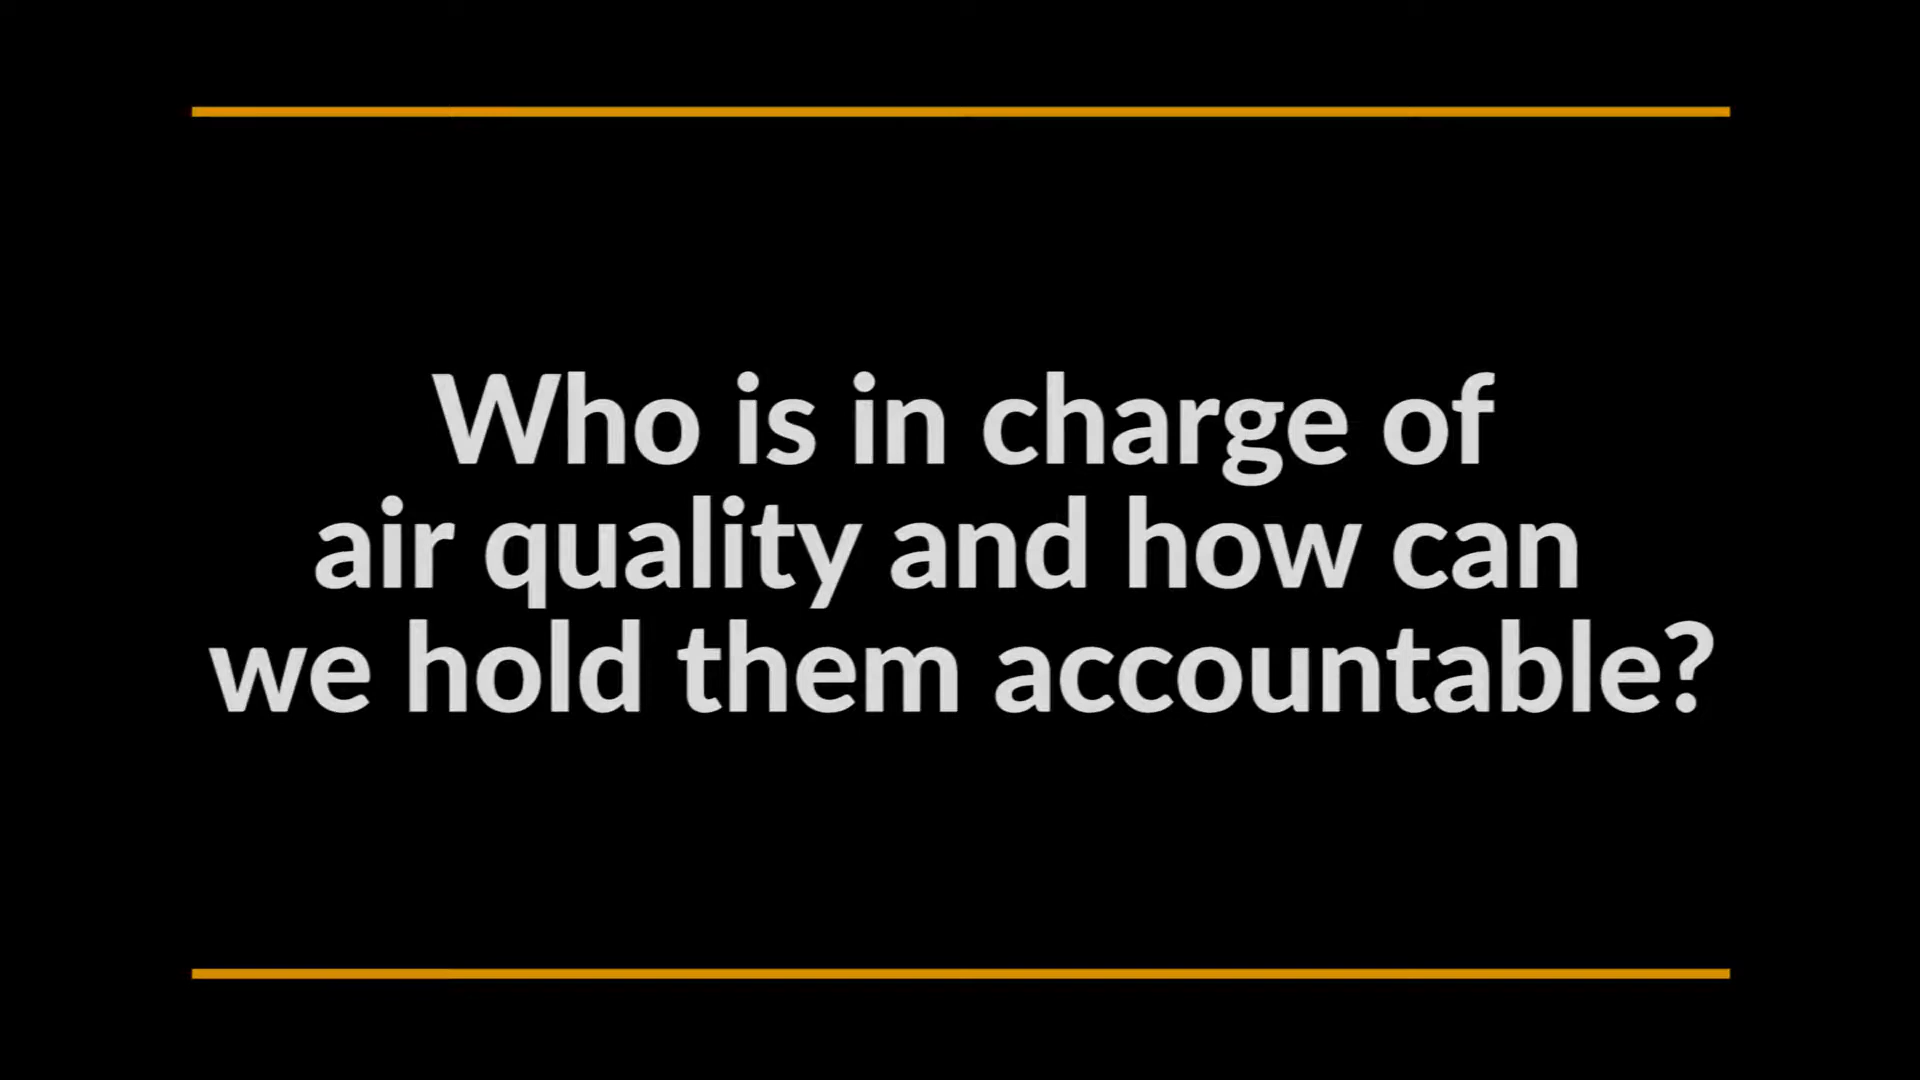 Who is in charge of
air quality and how can
we hold them accountable?